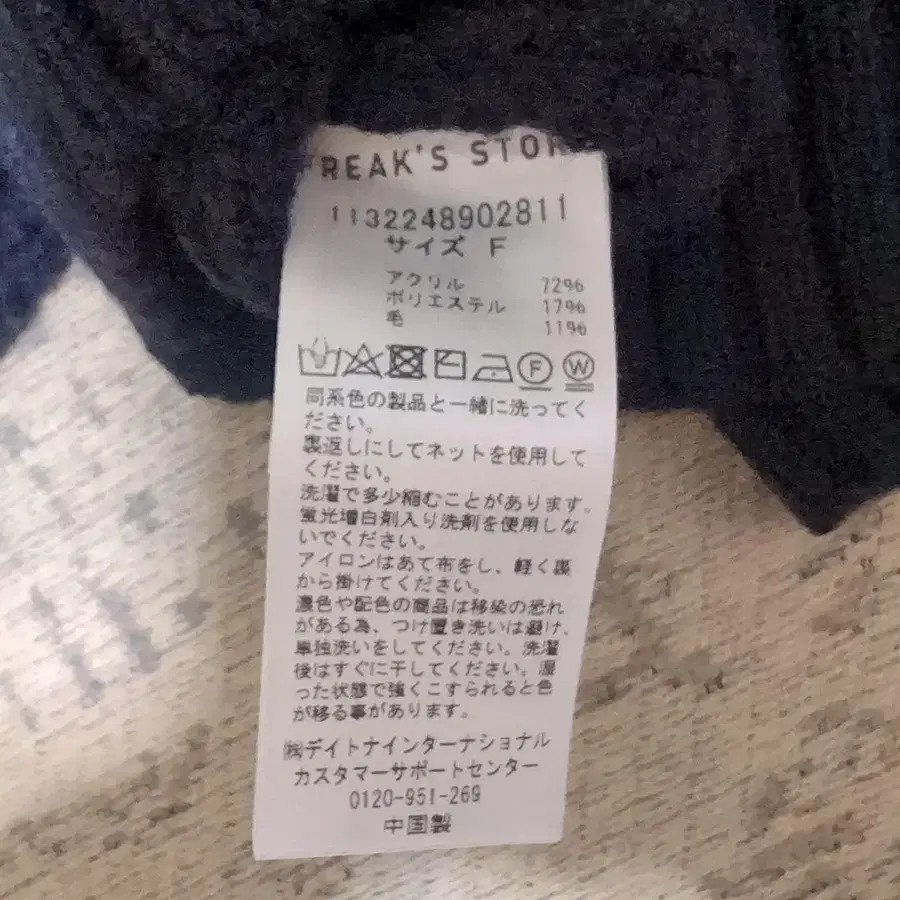 REAK'S STOR
1132248902811
サイズ F
アクリル 72%
ポリエステル 17%
毛 11%
F W
同系色の製品と一緒に洗ってく
ださい。
裏返しにしてネットを使用して
ください。
洗濯で多少縮むことがあります。
蛍光増白剤入り洗剤を使用しな
いでください。
アイロンはあて布をし、軽く裏
から掛けてください。
濃色や配色の商品は移染の恐れ
がある為、つけ置き洗いは避け、
単独洗いをしてください。洗濯
後はすぐに干してください。湿
った状態で強くこすられると色
が移る事があります。
㈱デイトナインターナショナル
カスタマーサポートセンター
0120-951-269
中国製